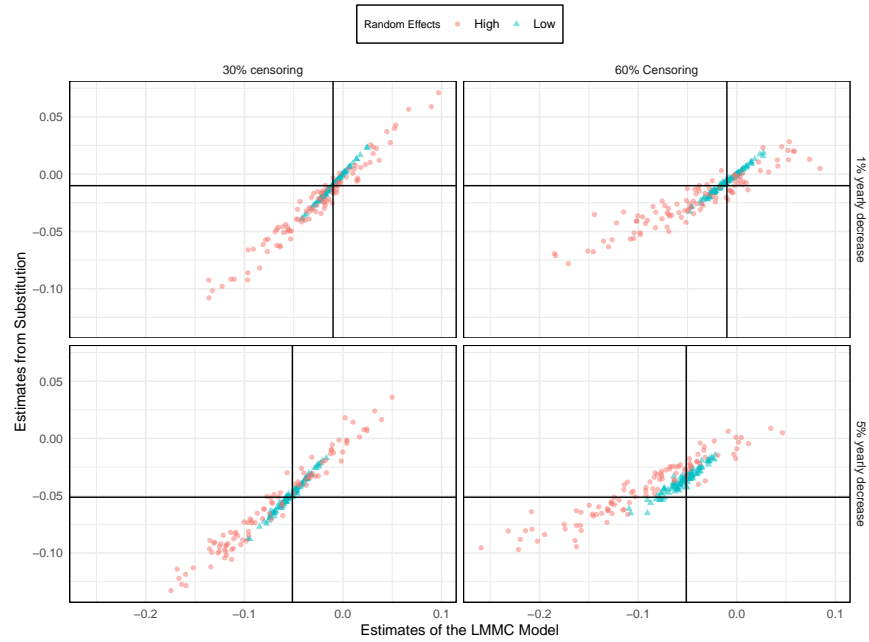 Random Effects High Low
30% censoring 60% Censoring
0.05
0.00
−0.05
−0.10
1% yearly decrease
0.05
0.00
−0.05
−0.10
5% yearly decrease
Estimates from Substitution
−0.2 −0.1 0.0 0.1 −0.2 −0.1 0.0 0.1
Estimates of the LMMC Model